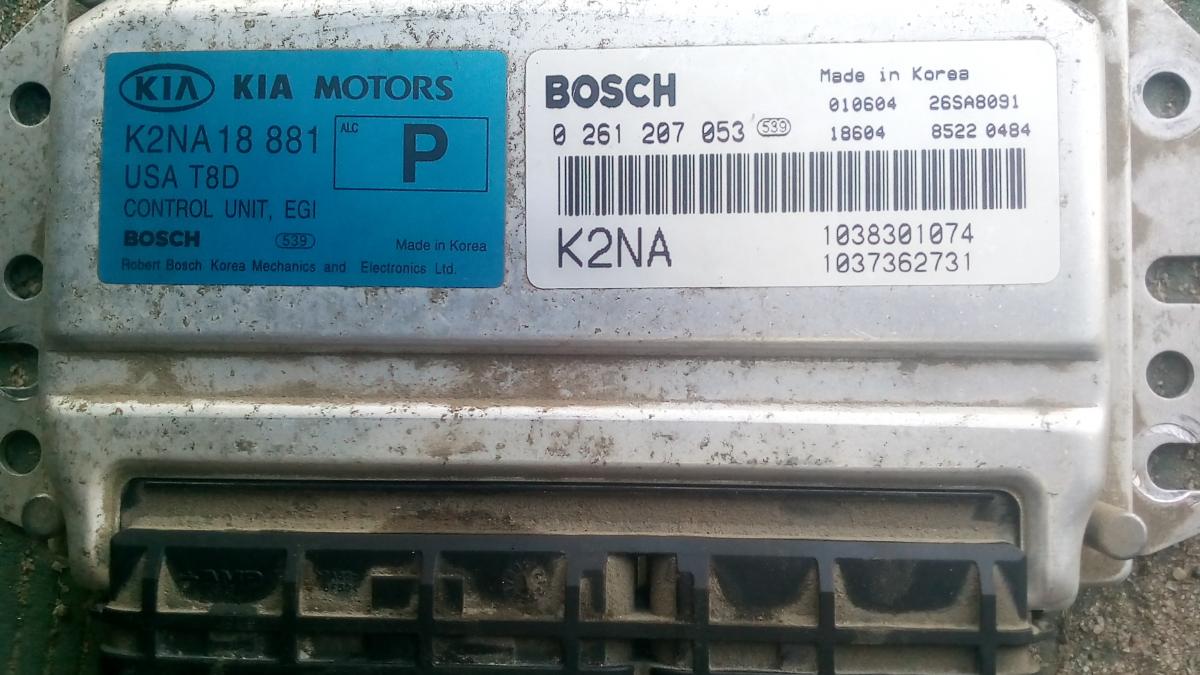 KIA KIA MOTORS
K2NA18 881
ALC
P
USA T8D
CONTROL UNIT, EGI
BOSCH 539 Made in Korea
Robert Bosch Korea Mechanics and Electronics Ltd.
BOSCH
Made in Korea
010604 26SA8091
0 261 207 053 539
18604 8522 0484
K2NA
1038301074
1037362731
AMP